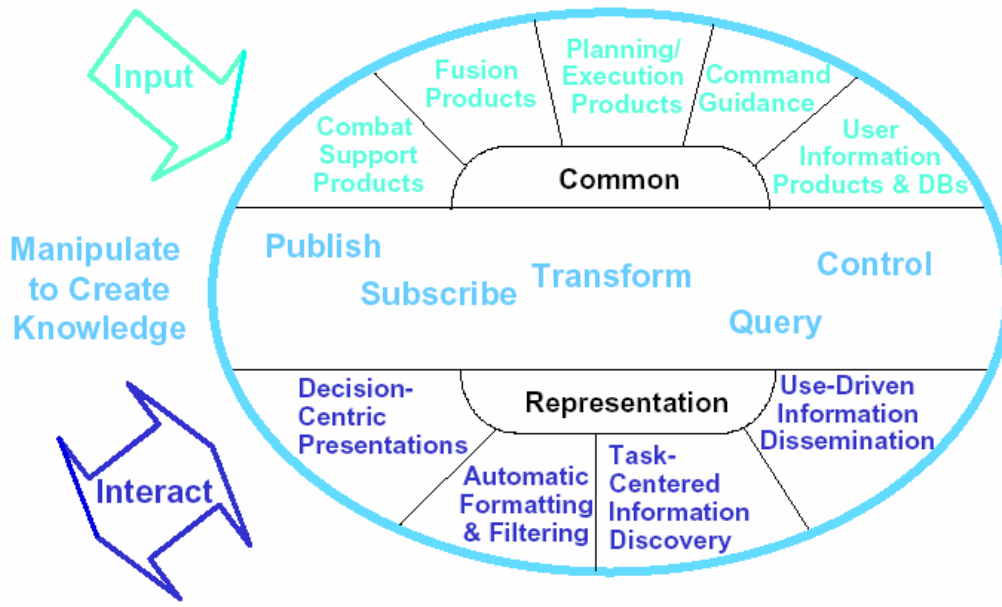 Input
Combat
Support
Products
Fusion
Products
Planning/
Execution
Products
Command
Guidance
User
Information
Products & DBs
Common
Manipulate
to Create
Knowledge
Publish
Subscribe
Transform
Query
Control
Interact
Representation
Decision-
Centric
Presentations
Automatic
Formatting
& Filtering
Task-
Centered
Information
Discovery
Use-Driven
Information
Dissemination